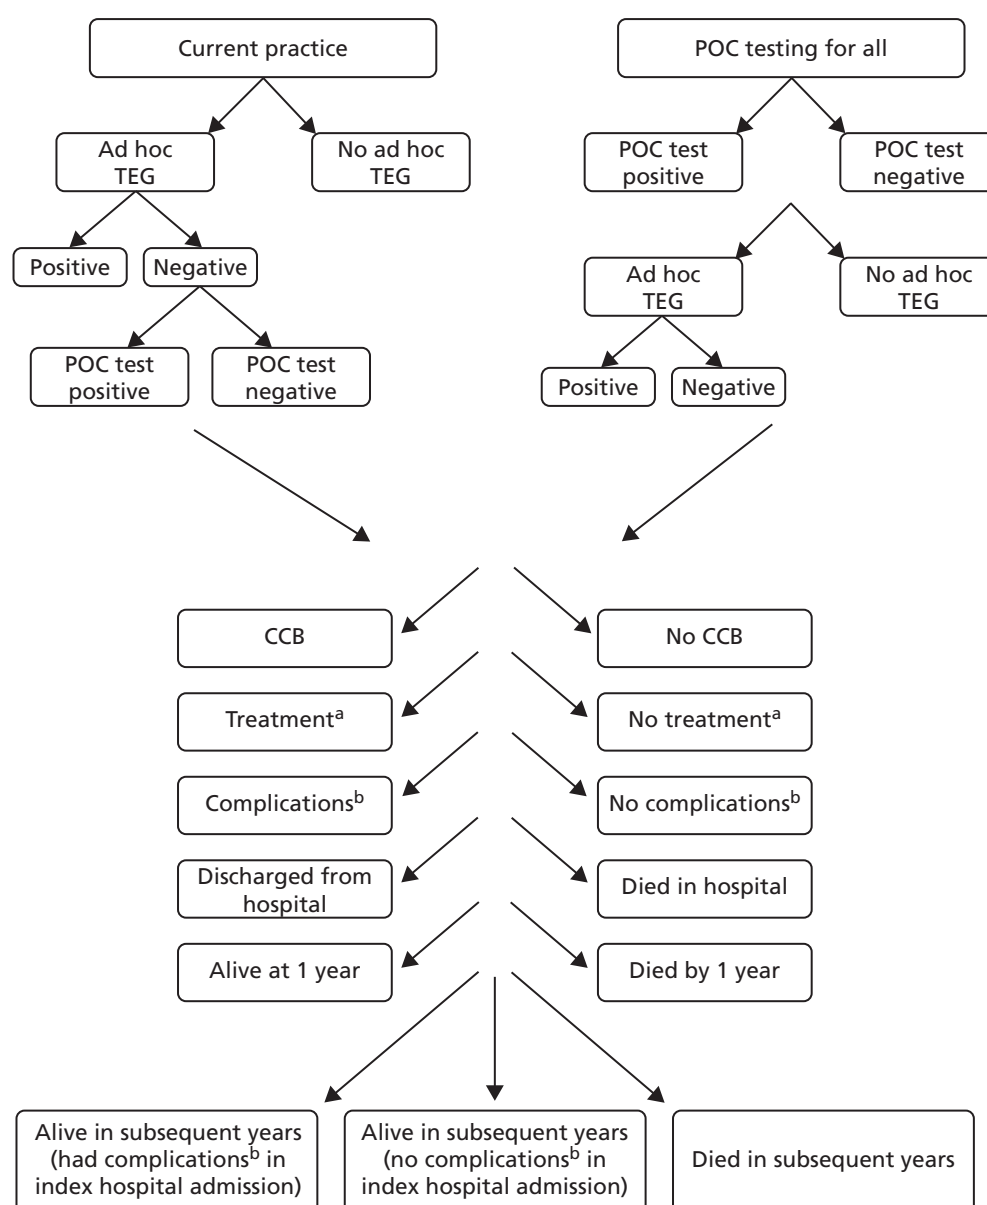 Current practice
POC testing for all
Ad hoc
TEG
No ad hoc
TEG
POC test
positive
POC test
negative
Positive
Negative
Ad hoc
TEG
No ad hoc
TEG
POC test
positive
POC test
negative
Positive
Negative
CCB
No CCB
Treatmentᵃ
No treatmentᵃ
Complicationsᵇ
No complicationsᵇ
Discharged from
hospital
Died in hospital
Alive at 1 year
Died by 1 year
Alive in subsequent years
(had complicationsᵇ in
index hospital admission)
Alive in subsequent years
(no complicationsᵇ in
index hospital admission)
Died in subsequent years